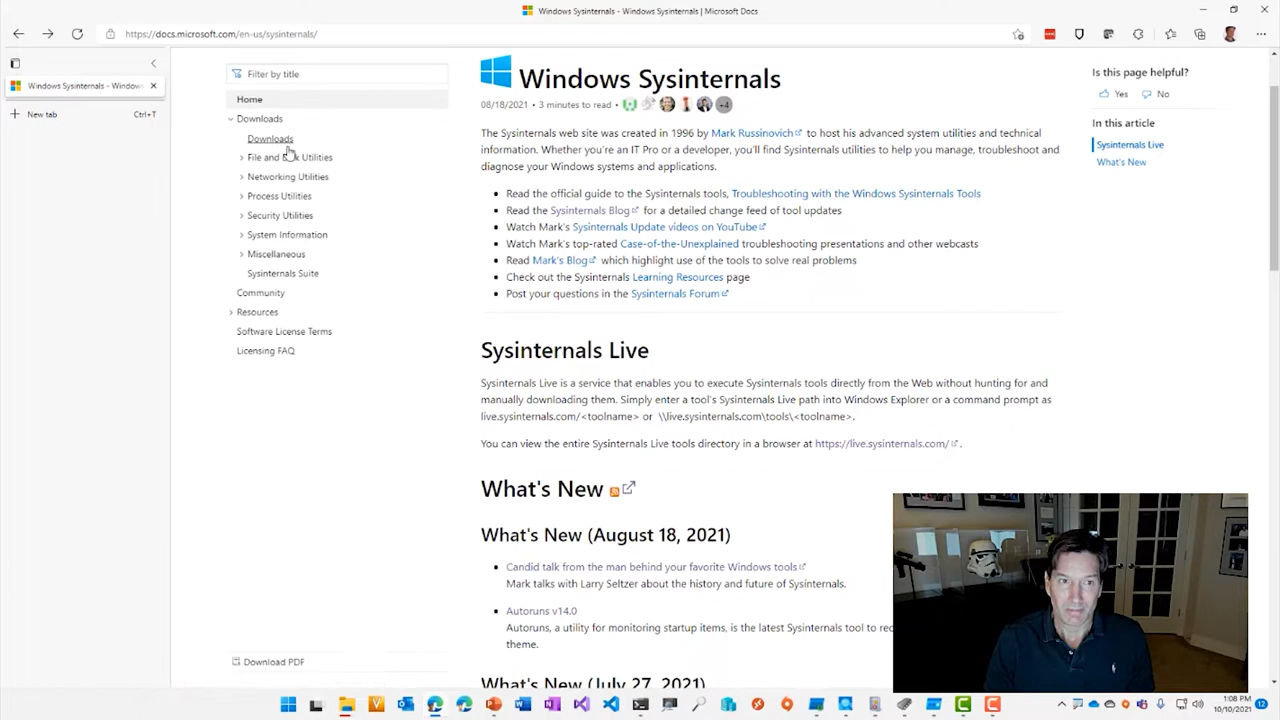 Windows Sysinternals - Windows Sysinternals | Microsoft Docs
https://docs.microsoft.com/en-us/sysinternals/
Windows Sysinternals - Window
New tab
Ctrl+T
Filter by title
Home
Downloads
Downloads
File and Disk Utilities
Networking Utilities
Process Utilities
Security Utilities
System Information
Miscellaneous
Sysinternals Suite
Community
Resources
Software License Terms
Licensing FAQ
Download PDF
Windows Sysinternals
08/18/2021 • 3 minutes to read
+4
The Sysinternals web site was created in 1996 by Mark Russinovich to host his advanced system utilities and technical
information. Whether you're an IT Pro or a developer, you'll find Sysinternals utilities to help you manage, troubleshoot and
diagnose your Windows systems and applications.
• Read the official guide to the Sysinternals tools, Troubleshooting with the Windows Sysinternals Tools
• Read the Sysinternals Blog for a detailed change feed of tool updates
• Watch Mark's Sysinternals Update videos on YouTube
• Watch Mark's top-rated Case-of-the-Unexplained troubleshooting presentations and other webcasts
• Read Mark's Blog which highlight use of the tools to solve real problems
• Check out the Sysinternals Learning Resources page
• Post your questions in the Sysinternals Forum
Sysinternals Live
Sysinternals Live is a service that enables you to execute Sysinternals tools directly from the Web without hunting for and
manually downloading them. Simply enter a tool's Sysinternals Live path into Windows Explorer or a command prompt as
live.sysinternals.com/<toolname> or \\live.sysinternals.com\tools\<toolname>.
You can view the entire Sysinternals Live tools directory in a browser at https://live.sysinternals.com/ .
What's New
What's New (August 18, 2021)
• Candid talk from the man behind your favorite Windows tools
Mark talks with Larry Seltzer about the history and future of Sysinternals.
• Autoruns v14.0
Autoruns, a utility for monitoring startup items, is the latest Sysinternals tool to rec
theme.
What's New (July 27, 2021)
Is this page helpful?
Yes
No
In this article
Sysinternals Live
What's New
1:08 PM
10/10/2021
12